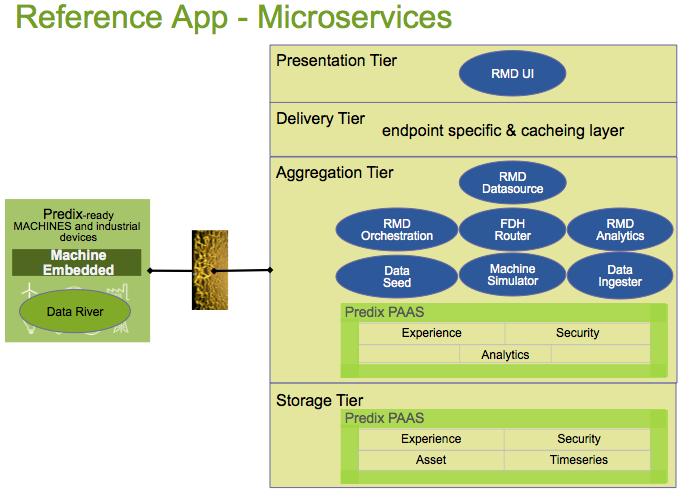 Reference App - Microservices
Presentation Tier
RMD UI
Delivery Tier
endpoint specific & cacheing layer
Aggregation Tier
RMD
Datasource
RMD
Orchestration
FDH
Router
RMD
Analytics
Data
Seed
Machine
Simulator
Data
Ingester
Predix PAAS
Experience
Security
Analytics
Storage Tier
Predix PAAS
Experience
Security
Asset
Timeseries
Predix-ready
MACHINES and industrial
devices
Machine
Embedded
Data River